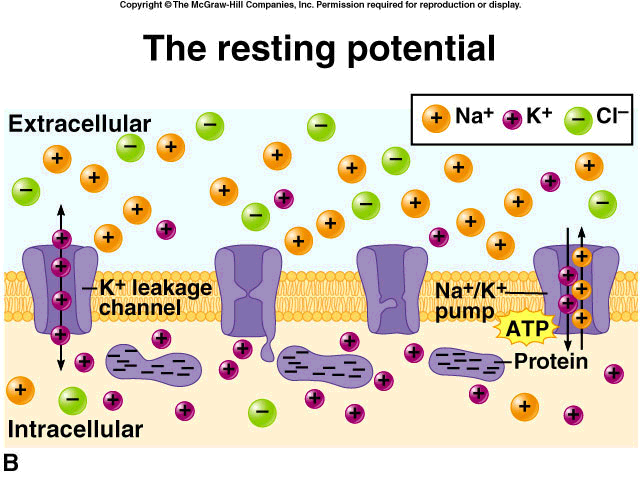 Copyright © The McGraw-Hill Companies, Inc. Permission required for reproduction or display.
The resting potential
Na+ K+ Cl–
Extracellular
K+ leakage
channel
Na+/K+
pump
ATP
Protein
Intracellular
B